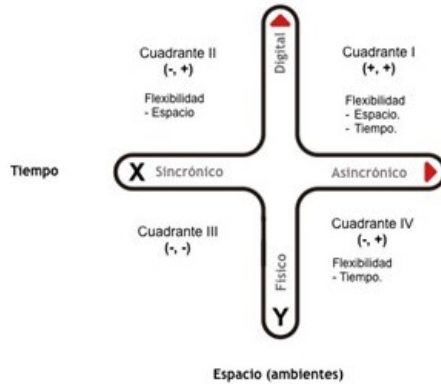 Cuadrante II
(-, +)
Flexibilidad
- Espacio
Digital
Cuadrante I
(+, +)
Flexibilidad
- Espacio.
- Tiempo.
Tiempo
X Sincrónico
Asincrónico
Cuadrante III
(-, -)
Físico
Y
Cuadrante IV
(-, +)
Flexibilidad
- Tiempo.
Espacio (ambientes)